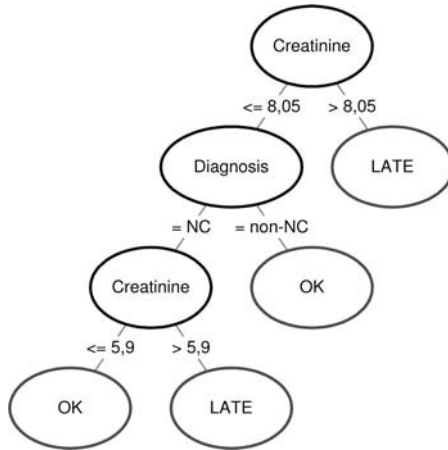 Creatinine
<= 8,05 > 8,05
Diagnosis LATE
= NC = non-NC
Creatinine OK
<= 5,9 > 5,9
OK LATE